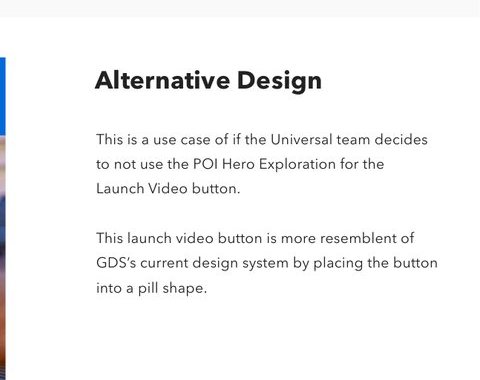 Alternative Design
This is a use case of if the Universal team decides
to not use the POI Hero Exploration for the
Launch Video button.
This launch video button is more resemblent of
GDS’s current design system by placing the button
into a pill shape.